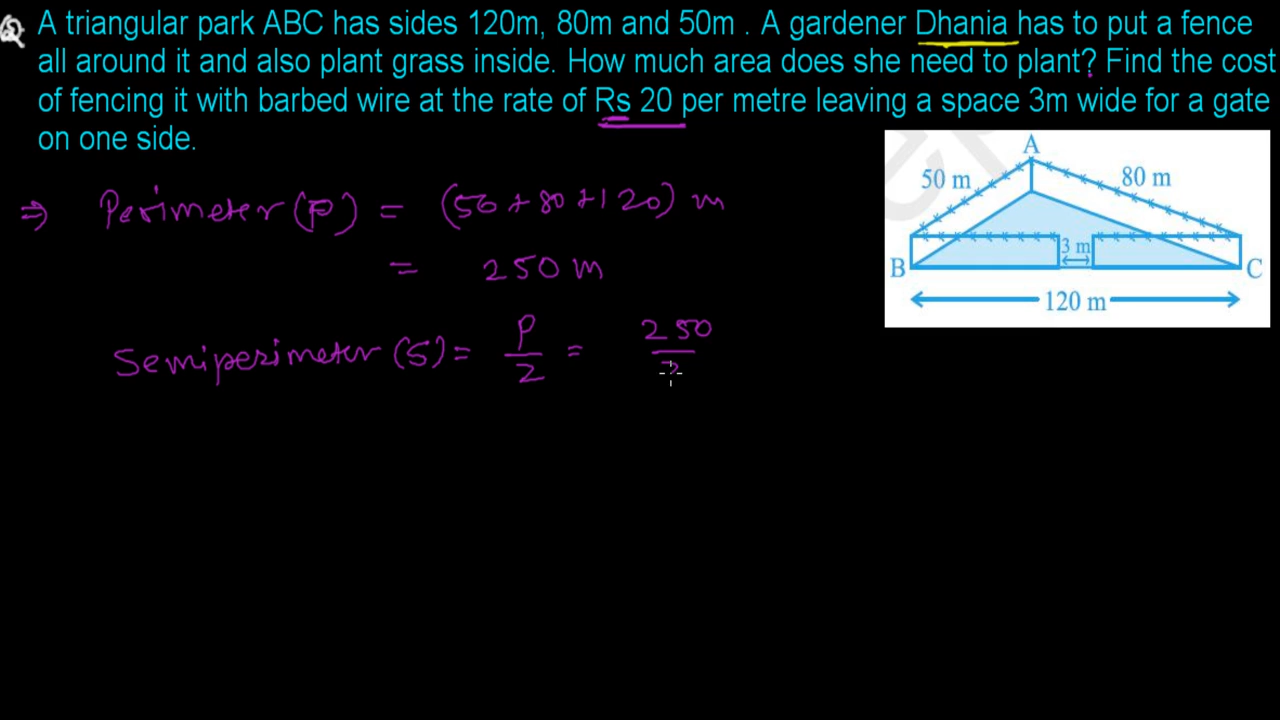 Q A triangular park ABC has sides 120m, 80m and 50m . A gardener Dhania has to put a fence
all around it and also plant grass inside. How much area does she need to plant? Find the cost
of fencing it with barbed wire at the rate of Rs 20 per metre leaving a space 3m wide for a gate
on one side.
A
50 m
80 m
3 m
B
C
120 m
⇒ Perimeter (P) = (50 + 80 + 120) m
= 250 m
Semiperimeter (S) = P/2 = 250/2